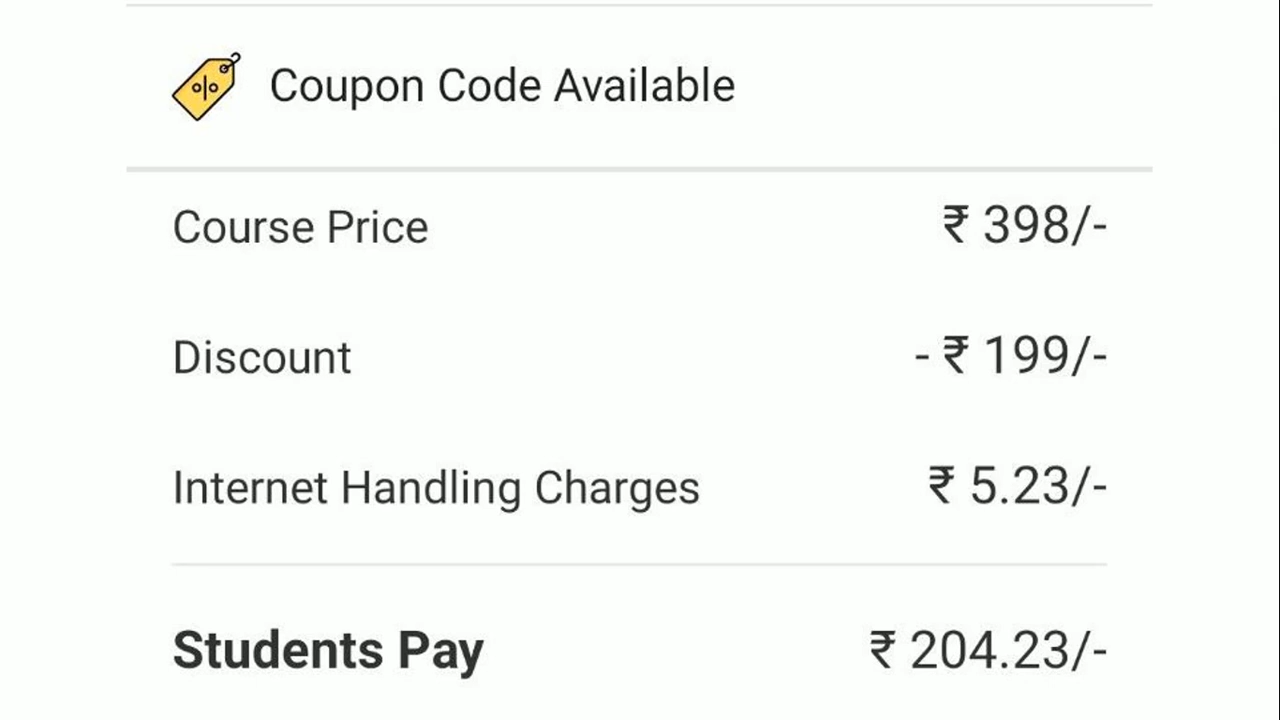 Coupon Code Available
Course Price ₹ 398/-
Discount - ₹ 199/-
Internet Handling Charges ₹ 5.23/-
Students Pay ₹ 204.23/-